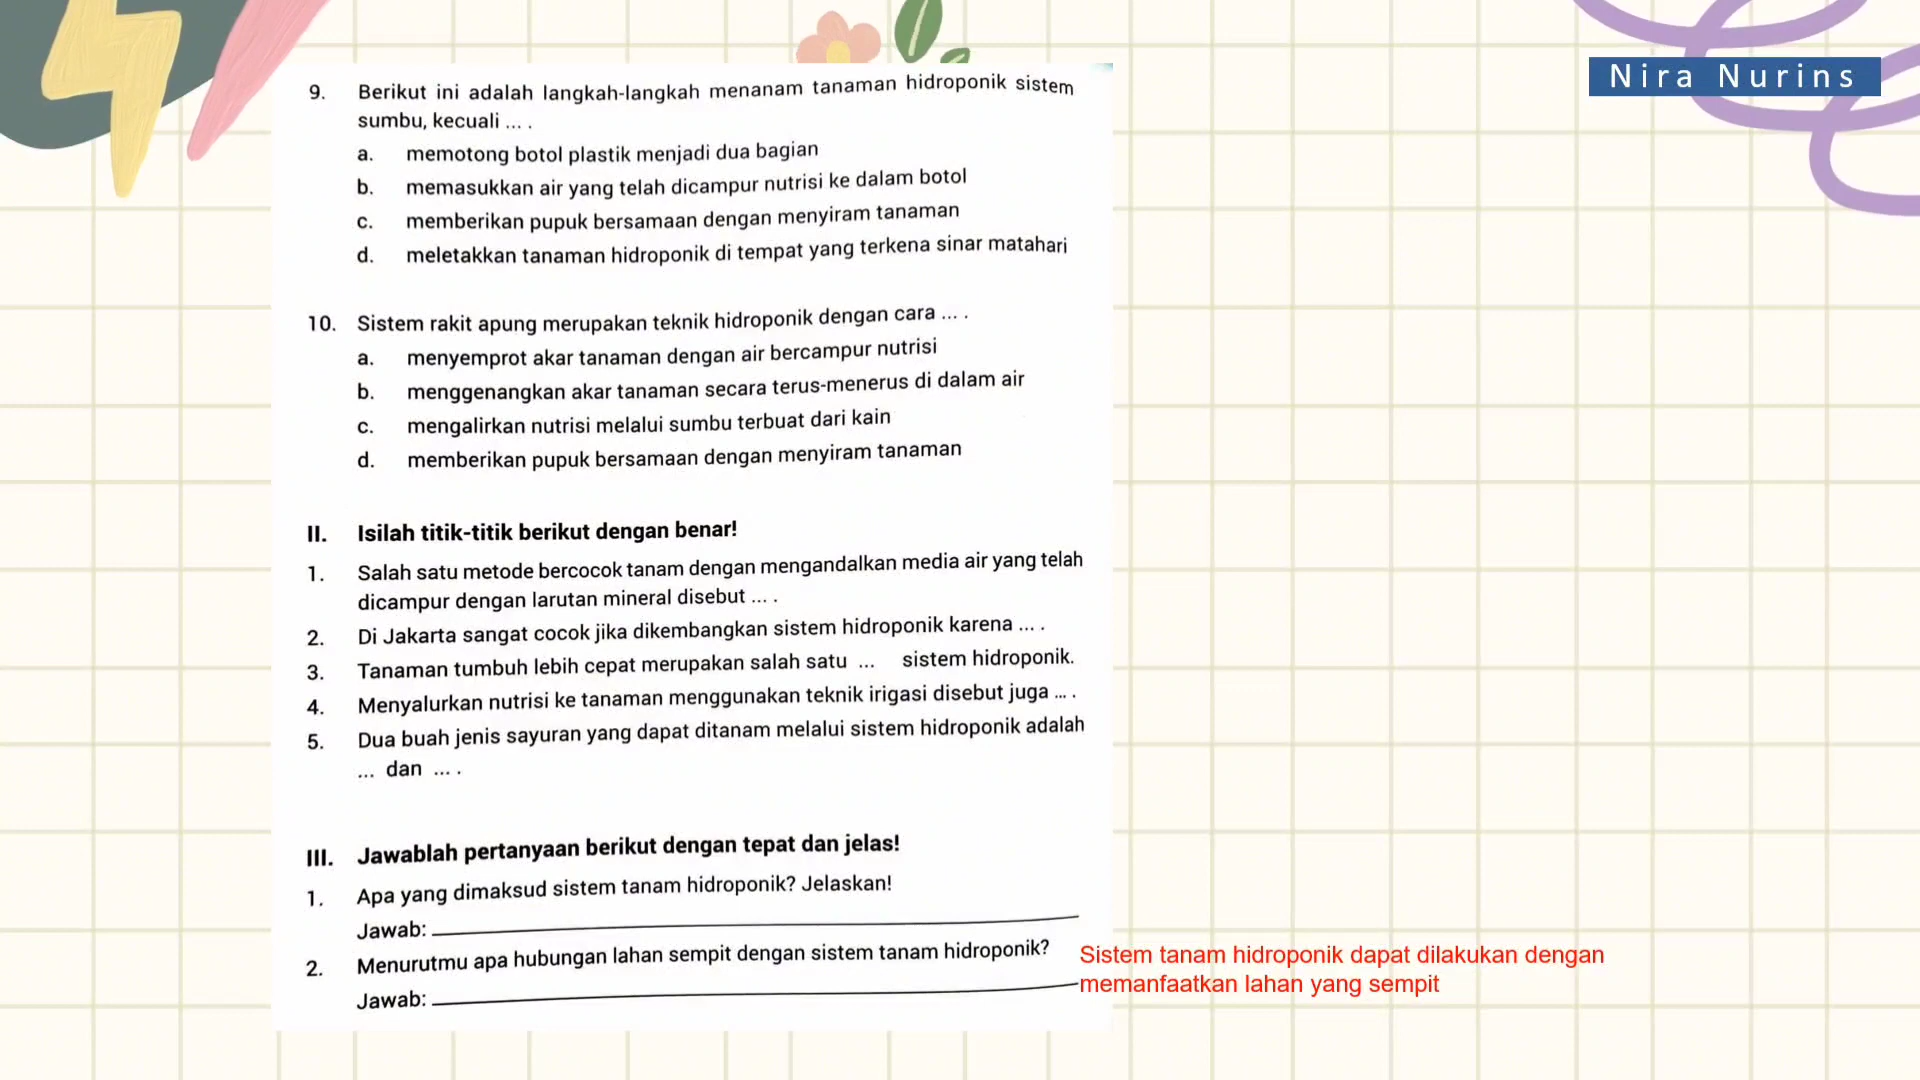 Nira Nurins
9. Berikut ini adalah langkah-langkah menanam tanaman hidroponik sistem
sumbu, kecuali ... .
a. memotong botol plastik menjadi dua bagian
b. memasukkan air yang telah dicampur nutrisi ke dalam botol
c. memberikan pupuk bersamaan dengan menyiram tanaman
d. meletakkan tanaman hidroponik di tempat yang terkena sinar matahari
10. Sistem rakit apung merupakan teknik hidroponik dengan cara ... .
a. menyemprot akar tanaman dengan air bercampur nutrisi
b. menggenangkan akar tanaman secara terus-menerus di dalam air
c. mengalirkan nutrisi melalui sumbu terbuat dari kain
d. memberikan pupuk bersamaan dengan menyiram tanaman
II. Isilah titik-titik berikut dengan benar!
1. Salah satu metode bercocok tanam dengan mengandalkan media air yang telah
dicampur dengan larutan mineral disebut ... .
2. Di Jakarta sangat cocok jika dikembangkan sistem hidroponik karena ... .
3. Tanaman tumbuh lebih cepat merupakan salah satu ... sistem hidroponik.
4. Menyalurkan nutrisi ke tanaman menggunakan teknik irigasi disebut juga ... .
5. Dua buah jenis sayuran yang dapat ditanam melalui sistem hidroponik adalah
... dan ... .
III. Jawablah pertanyaan berikut dengan tepat dan jelas!
1. Apa yang dimaksud sistem tanam hidroponik? Jelaskan!
Jawab:
2. Menurutmu apa hubungan lahan sempit dengan sistem tanam hidroponik?
Jawab:
Sistem tanam hidroponik dapat dilakukan dengan
memanfaatkan lahan yang sempit